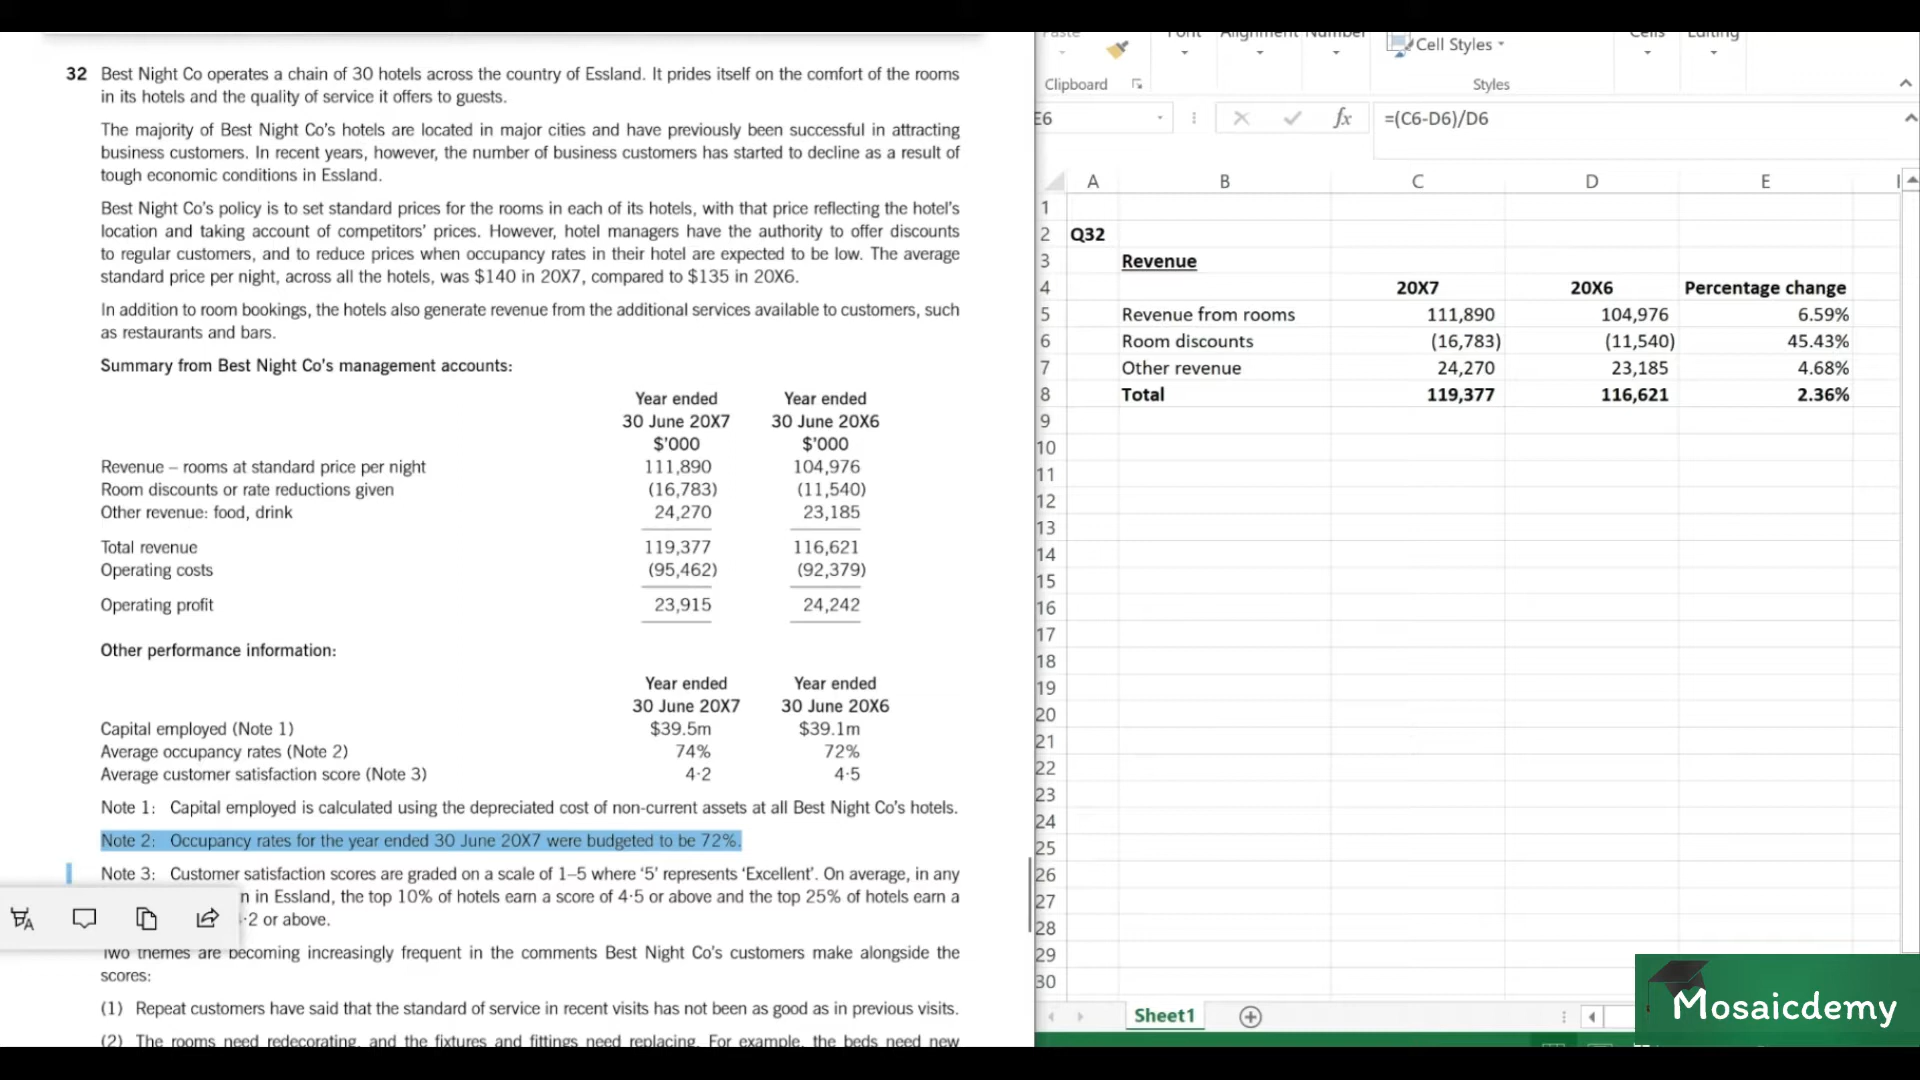 32 Best Night Co operates a chain of 30 hotels across the country of Essland. It prides itself on the comfort of the rooms
in its hotels and the quality of service it offers to guests.
The majority of Best Night Co's hotels are located in major cities and have previously been successful in attracting
business customers. In recent years, however, the number of business customers has started to decline as a result of
tough economic conditions in Essland.
Best Night Co's policy is to set standard prices for the rooms in each of its hotels, with that price reflecting the hotel's
location and taking account of competitors' prices. However, hotel managers have the authority to offer discounts
to regular customers, and to reduce prices when occupancy rates in their hotel are expected to be low. The average
standard price per night, across all the hotels, was $140 in 20X7, compared to $135 in 20X6.
In addition to room bookings, the hotels also generate revenue from the additional services available to customers, such
as restaurants and bars.
Summary from Best Night Co's management accounts:
Year ended Year ended
30 June 20X7 30 June 20X6
$'000 $'000
Revenue – rooms at standard price per night 111,890 104,976
Room discounts or rate reductions given (16,783) (11,540)
Other revenue: food, drink 24,270 23,185
Total revenue 119,377 116,621
Operating costs (95,462) (92,379)
Operating profit 23,915 24,242
Other performance information:
Year ended Year ended
30 June 20X7 30 June 20X6
Capital employed (Note 1) $39.5m $39.1m
Average occupancy rates (Note 2) 74% 72%
Average customer satisfaction score (Note 3) 4·2 4·5
Note 1: Capital employed is calculated using the depreciated cost of non-current assets at all Best Night Co's hotels.
Note 2: Occupancy rates for the year ended 30 June 20X7 were budgeted to be 72%.
Note 3: Customer satisfaction scores are graded on a scale of 1–5 where '5' represents 'Excellent'. On average, in any
n in Essland, the top 10% of hotels earn a score of 4·5 or above and the top 25% of hotels earn a
·2 or above.
Two themes are becoming increasingly frequent in the comments Best Night Co's customers make alongside the
scores:
(1) Repeat customers have said that the standard of service in recent visits has not been as good as in previous visits.
(2) The rooms need redecorating, and the fixtures and fittings need replacing. For example, the beds need new
Paste Font Alignment Number Cell Styles Cells Editing
Clipboard Styles
E6 fx =(C6-D6)/D6
A B C D E
1
2 Q32
3 Revenue
4 20X7 20X6 Percentage change
5 Revenue from rooms 111,890 104,976 6.59%
6 Room discounts (16,783) (11,540) 45.43%
7 Other revenue 24,270 23,185 4.68%
8 Total 119,377 116,621 2.36%
9
10
11
12
13
14
15
16
17
18
19
20
21
22
23
24
25
26
27
28
29
30
Sheet1
Mosaicdemy